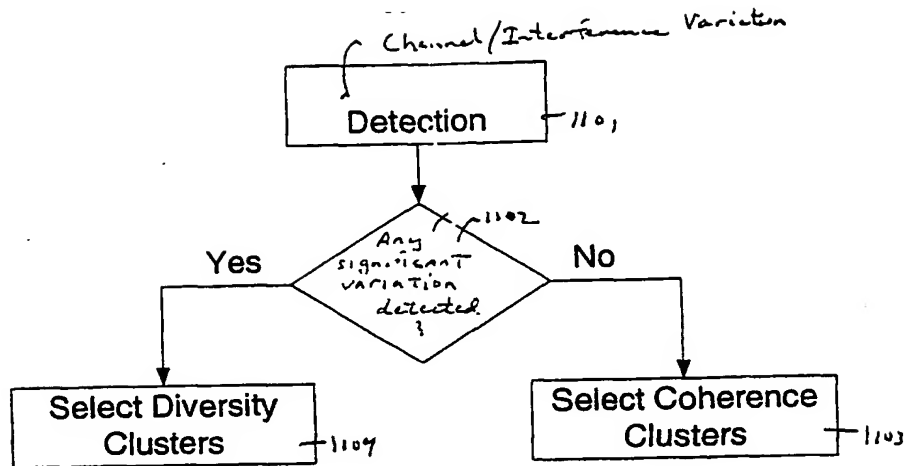 Channel/Interference Variation
Detection
1101
1102
Any
significant
variation
detected
?
Yes
No
Select Diversity
Clusters
1104
Select Coherence
Clusters
1103